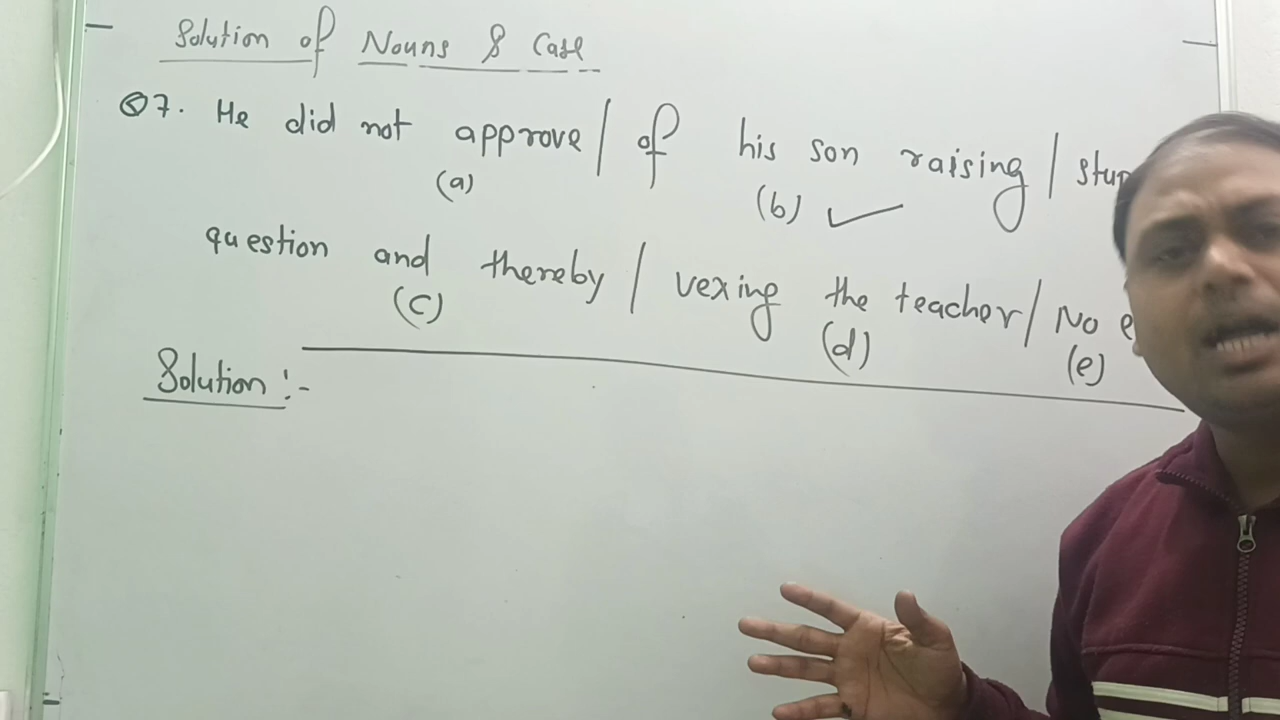 Solution of Nouns & Case
Q7. He did not approve / of his son raising /
(a) (b)
question and thereby / vexing the teacher / No
(c) (d) (e)
Solution :-